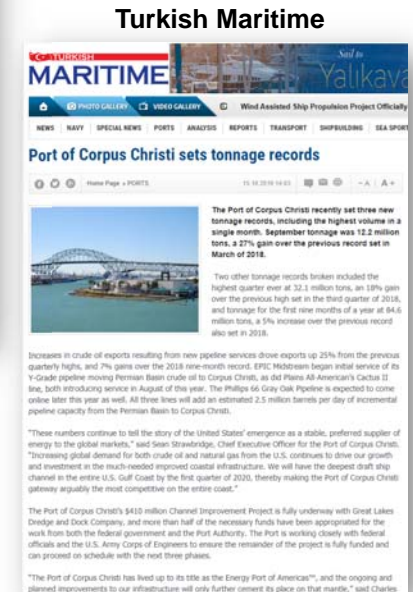 Turkish Maritime
TURKISH
MARITIME
Sail to
Yalıkava
PHOTO GALLERY
VIDEO GALLERY
Wind Assisted Ship Propulsion Project Officially
NEWS NAVY SPECIAL NEWS PORTS ANALYSIS REPORTS TRANSPORT SHIPBUILDING SEA SPORT
Port of Corpus Christi sets tonnage records
Home Page » PORTS
- A A +
The Port of Corpus Christi recently set three new
tonnage records, including the highest volume in a
single month. September tonnage was 12.2 million
tons, a 27% gain over the previous record set in
March of 2018.
Two other tonnage records broken included the
highest quarter ever at 32.1 million tons, an 18% gain
over the previous high set in the third quarter of 2018,
and tonnage for the first nine months of a year at 84.6
million tons, a 5% increase over the previous record
also set in 2018.
Increases in crude oil exports resulting from new pipeline services drove exports up 25% from the previous
quarterly highs, and 7% gains over the 2018 nine-month record. EPIC Midstream began initial service of its
Y-Grade pipeline moving Permian Basin crude oil to Corpus Christi, as did Plains All-American's Cactus II
line, both introducing service in August of this year. The Phillips 66 Gray Oak Pipeline is expected to come
online later this year as well. All three lines will add an estimated 2.5 million barrels per day of incremental
pipeline capacity from the Permian Basin to Corpus Christi.
"These numbers continue to tell the story of the United States' emergence as a stable, preferred supplier of
energy to the global markets," said Sean Strawbridge, Chief Executive Officer for the Port of Corpus Christi.
"Increasing global demand for both crude oil and natural gas from the U.S. continues to drive our growth
and investment in the much-needed improved coastal infrastructure. We will have the deepest draft ship
channel in the entire U.S. Gulf Coast by the first quarter of 2020, thereby making the Port of Corpus Christi
gateway arguably the most competitive on the entire coast."
The Port of Corpus Christi's $410 million Channel Improvement Project is fully underway with Great Lakes
Dredge and Dock Company, and more than half of the necessary funds have been appropriated for the
work from both the federal government and the Port Authority. The Port is working closely with federal
officials and the U.S. Army Corps of Engineers to ensure the remainder of the project is fully funded and
can proceed on schedule with the next three phases.
"The Port of Corpus Christi has lived up to its title as the Energy Port of Americas™, and the ongoing and
planned improvements to our infrastructure will only further cement its place on that mantle," said Charles